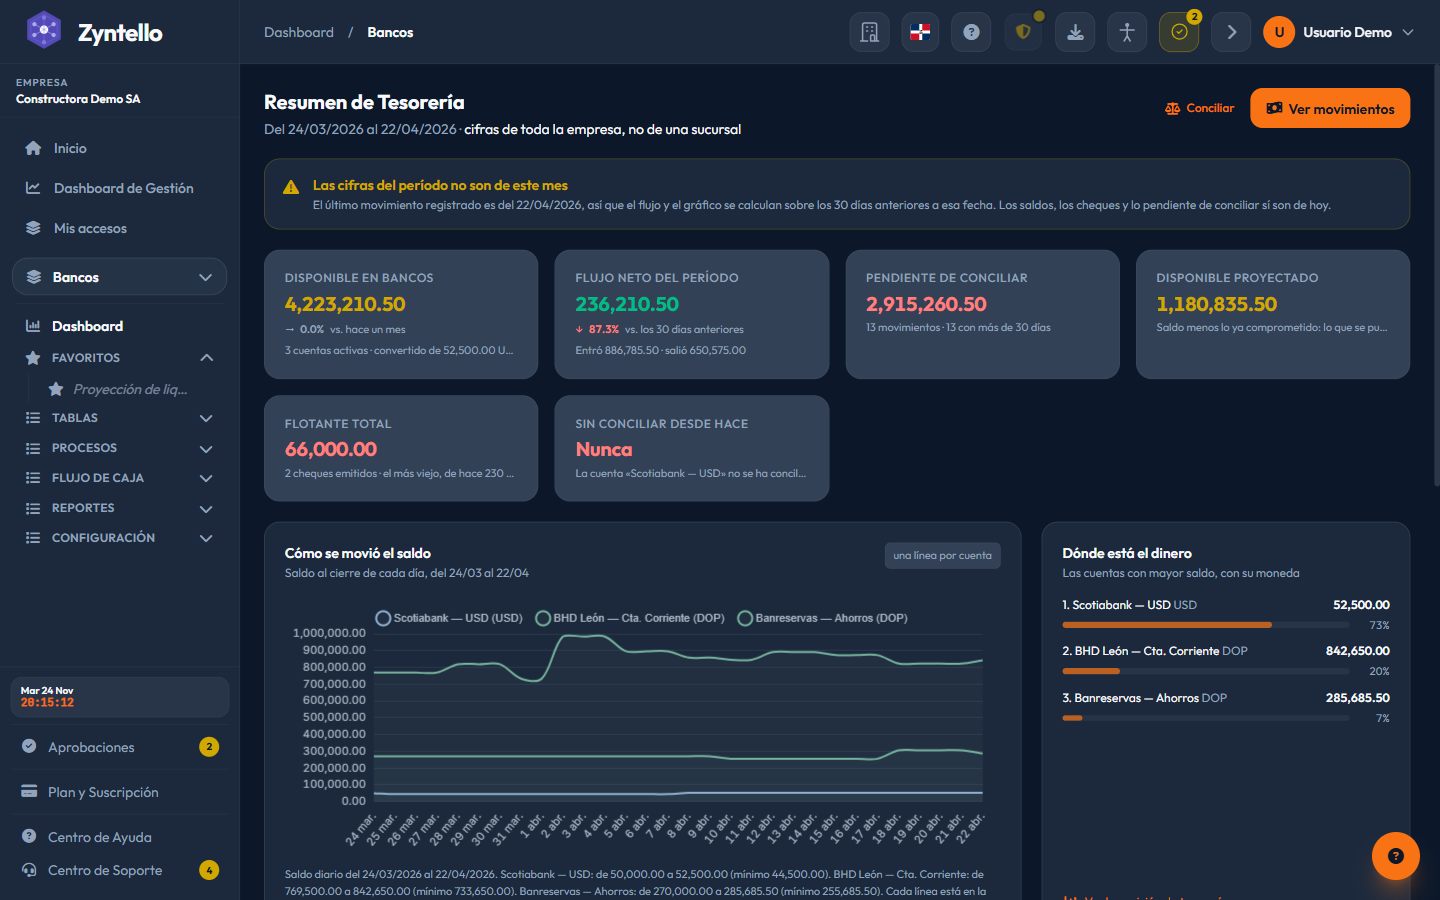 Zyntello
Dashboard / Bancos
2
U Usuario Demo
EMPRESA
Constructora Demo SA
Inicio
Dashboard de Gestión
Mis accesos
Bancos
Dashboard
FAVORITOS
Proyección de liq...
TABLAS
PROCESOS
FLUJO DE CAJA
REPORTES
CONFIGURACIÓN
Mar 24 Nov
20:15:12
Aprobaciones 2
Plan y Suscripción
Centro de Ayuda
Centro de Soporte 4
Resumen de Tesorería
Del 24/03/2026 al 22/04/2026 · cifras de toda la empresa, no de una sucursal
Conciliar
Ver movimientos
Las cifras del período no son de este mes
El último movimiento registrado es del 22/04/2026, así que el flujo y el gráfico se calculan sobre los 30 días anteriores a esa fecha. Los saldos, los cheques y lo pendiente de conciliar sí son de hoy.
DISPONIBLE EN BANCOS
4,223,210.50
→ 0.0% vs. hace un mes
3 cuentas activas · convertido de 52,500.00 U...
FLUJO NETO DEL PERÍODO
236,210.50
↓ 87.3% vs. los 30 días anteriores
Entró 886,785.50 · salió 650,575.00
PENDIENTE DE CONCILIAR
2,915,260.50
13 movimientos · 13 con más de 30 días
DISPONIBLE PROYECTADO
1,180,835.50
Saldo menos lo ya comprometido: lo que se pu...
FLOTANTE TOTAL
66,000.00
2 cheques emitidos · el más viejo, de hace 230 ...
SIN CONCILIAR DESDE HACE
Nunca
La cuenta «Scotiabank — USD» no se ha concil...
Cómo se movió el saldo
Saldo al cierre de cada día, del 24/03 al 22/04
una línea por cuenta
Scotiabank — USD (USD) BHD León — Cta. Corriente (DOP) Banreservas — Ahorros (DOP)
1,000,000.00
900,000.00
800,000.00
700,000.00
600,000.00
500,000.00
400,000.00
300,000.00
200,000.00
100,000.00
0.00
24 mar. 25 mar. 26 mar. 27 mar. 28 mar. 29 mar. 30 mar. 31 mar. 1 abr. 2 abr. 3 abr. 4 abr. 5 abr. 6 abr. 7 abr. 8 abr. 9 abr. 10 abr. 11 abr. 12 abr. 13 abr. 14 abr. 15 abr. 16 abr. 17 abr. 18 abr. 19 abr. 20 abr. 21 abr. 22 abr.
Saldo diario del 24/03/2026 al 22/04/2026. Scotiabank — USD: de 50,000.00 a 52,500.00 (mínimo 44,500.00). BHD León — Cta. Corriente: de
769,500.00 a 842,650.00 (mínimo 733,650.00). Banreservas — Ahorros: de 270,000.00 a 285,685.50 (mínimo 255,685.50). Cada línea está en la
Dónde está el dinero
Las cuentas con mayor saldo, con su moneda
1. Scotiabank — USD USD 52,500.00
73%
2. BHD León — Cta. Corriente DOP 842,650.00
20%
3. Banreservas — Ahorros DOP 285,685.50
7%